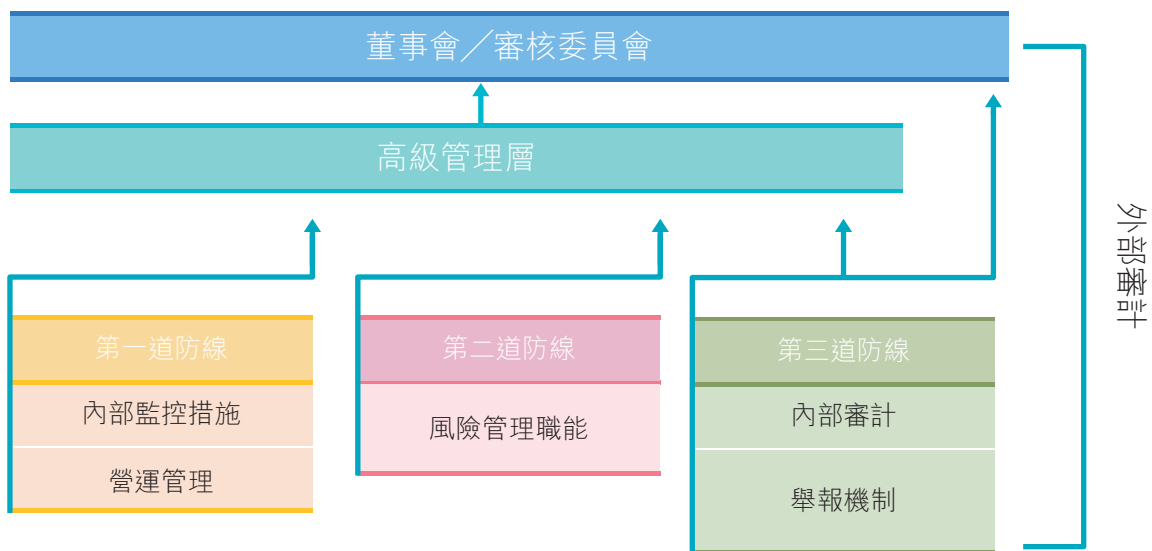 董事會／審核委員會
高級管理層
第一道防線
內部監控措施
營運管理
第二道防線
風險管理職能
第三道防線
內部審計
舉報機制
外部審計